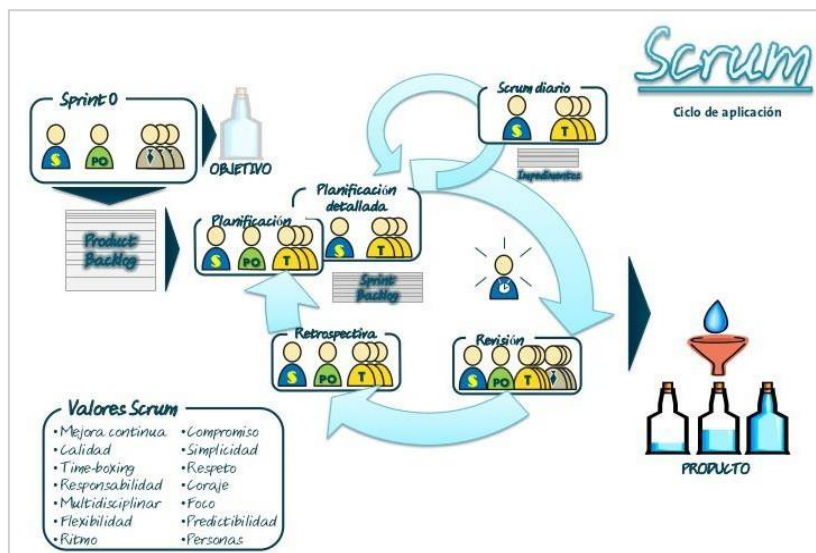 Scrum
Ciclo de aplicación
Sprint 0
S
PO
OBJETIVO
Product
Backlog
Scrum diario
S
T
Impedimentos
Planificación
detallada
S
T
Planificación
S
PO
T
Sprint
Backlog
Retrospectiva
S
PO
T
Revisión
S
PO
T
PRODUCTO
Valores Scrum
•Mejora continua
•Calidad
•Time-boxing
•Responsabilidad
•Multidisciplinar
•Flexibilidad
•Ritmo
•Compromiso
•Simplicidad
•Respeto
•Coraje
•Foco
•Predictibilidad
•Personas